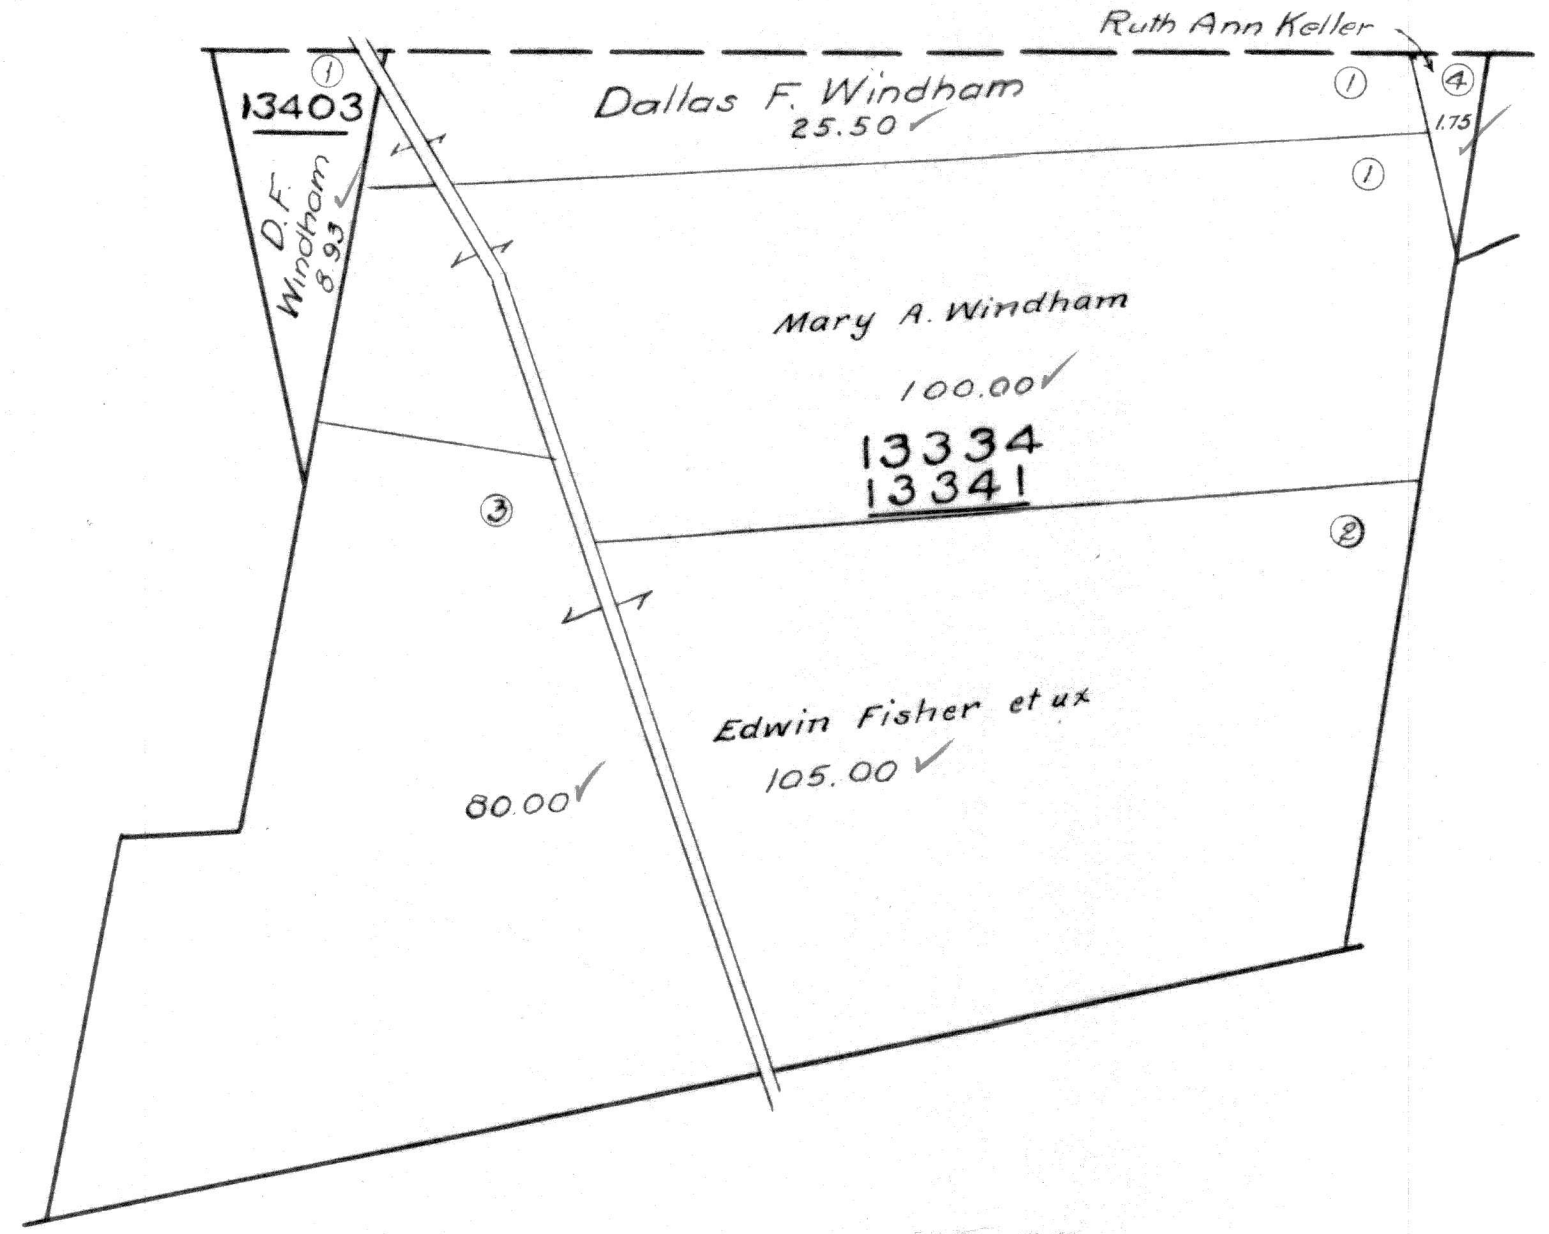 Ruth Ann Keller
①
13403
D. F.
Windham
8.93 ✓
Dallas F. Windham
25.50 ✓
①
④
1.75 ✓
①
Mary A. Windham
100.00 ✓
13334
13341
③
②
Edwin Fisher et ux
105.00 ✓
80.00 ✓